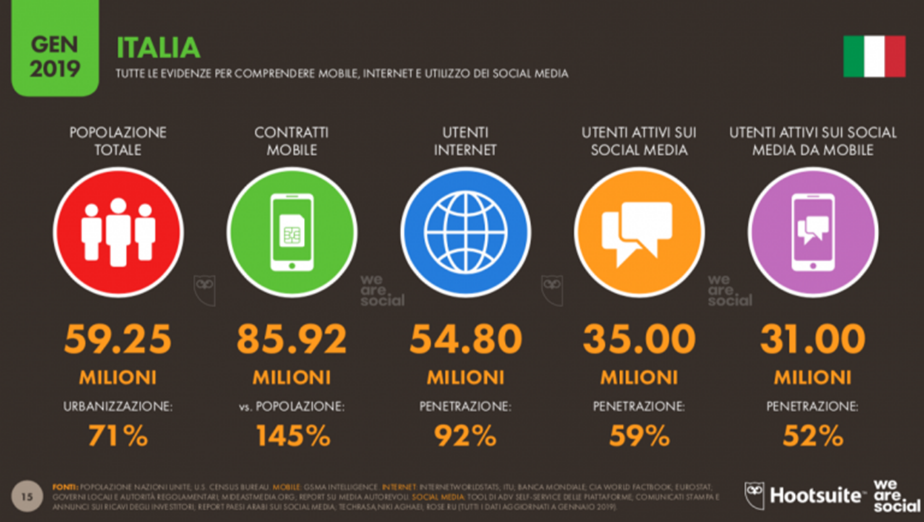 GEN
2019
ITALIA
TUTTE LE EVIDENZE PER COMPRENDERE MOBILE, INTERNET E UTILIZZO DEI SOCIAL MEDIA
POPOLAZIONE
TOTALE
CONTRATTI
MOBILE
UTENTI
INTERNET
UTENTI ATTIVI SUI
SOCIAL MEDIA
UTENTI ATTIVI SUI SOCIAL
MEDIA DA MOBILE
we
are
social
we
are
social
59.25
MILIONI
URBANIZZAZIONE:
71%
85.92
MILIONI
vs. POPOLAZIONE:
145%
54.80
MILIONI
PENETRAZIONE:
92%
35.00
MILIONI
PENETRAZIONE:
59%
31.00
MILIONI
PENETRAZIONE:
52%
15
FONTI: POPOLAZIONE NAZIONI UNITE; U.S. CENSUS BUREAU. MOBILE: GSMA INTELLIGENCE. INTERNET: INTERNETWORLDSTATS; ITU; BANCA MONDIALE; CIA WORLD FACTBOOK; EUROSTAT;
GOVERNI LOCALI E AUTORITÀ REGOLAMENTARI; MIDEASTMEDIA.ORG; REPORT SU MEDIA AUTOREVOLI. SOCIAL MEDIA: TOOL DI ADV SELF-SERVICE DELLE PIATTAFORME; COMUNICATI STAMPA E
ANNUNCI SUI RICAVI DEGLI INVESTITORI; REPORT PAESI ARABI SUI SOCIAL MEDIA; TECHRASA;NIKI AGHAEI; ROSE.RU (TUTTI I DATI AGGIORNATI A GENNAIO 2019).
Hootsuite™
we
are
social